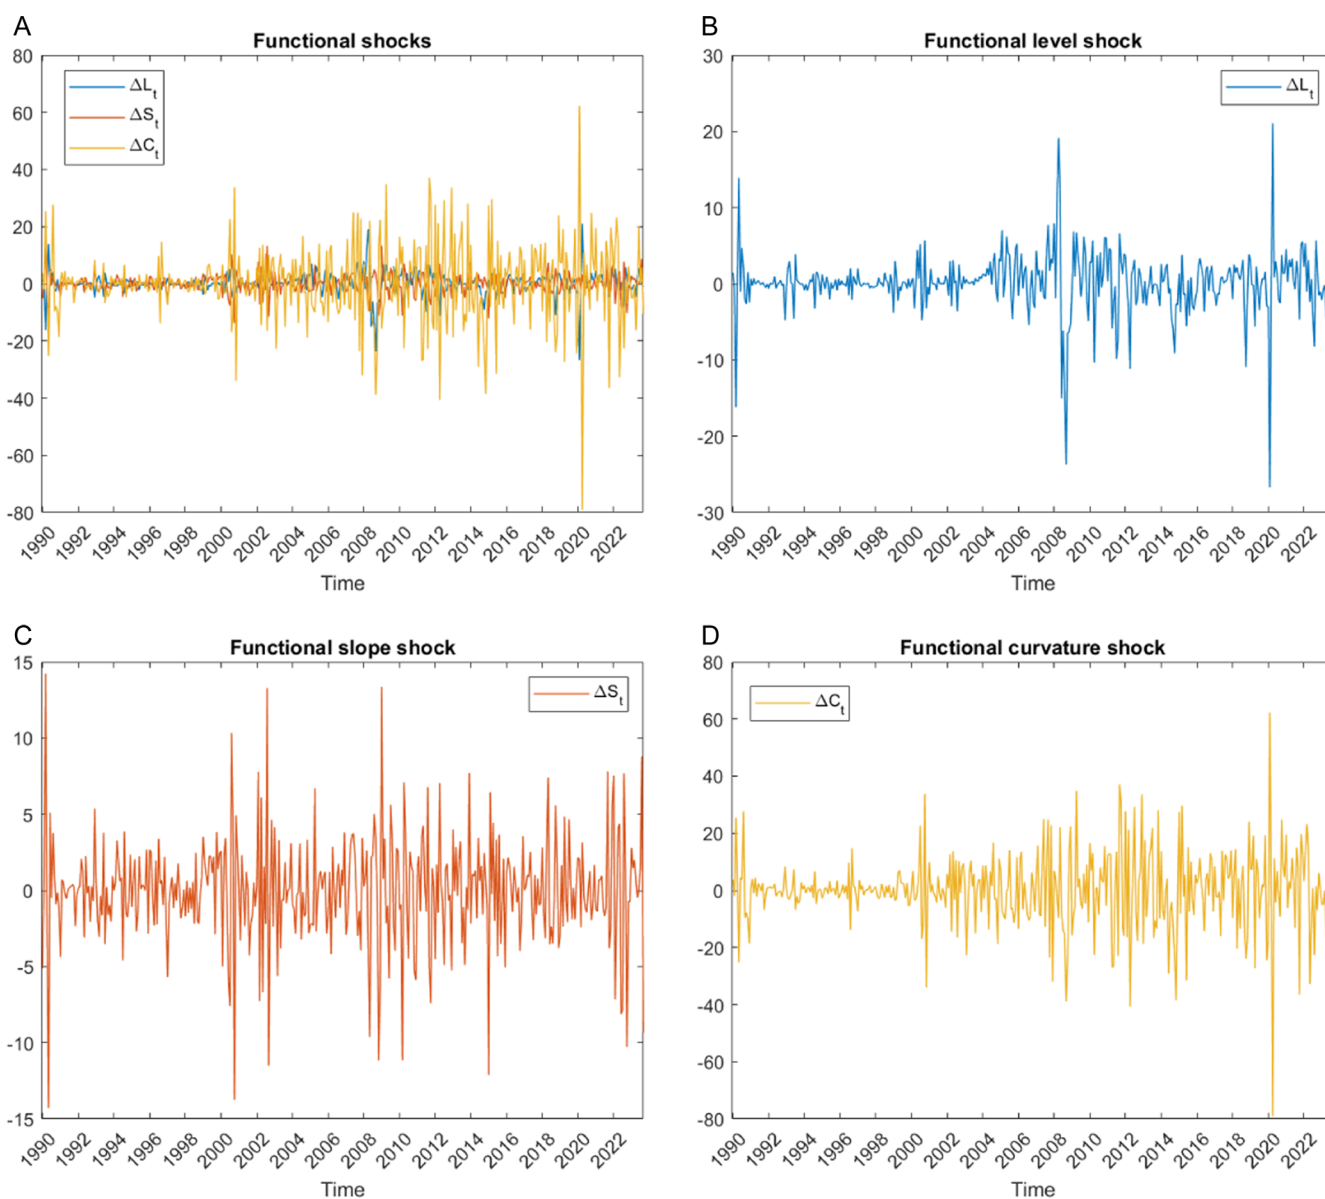 A
Functional shocks
80
60
40
20
0
-20
-40
-60
-80
ΔLt
ΔSt
ΔCt
1990 1992 1994 1996 1998 2000 2002 2004 2006 2008 2010 2012 2014 2016 2018 2020 2022
Time
B
Functional level shock
30
20
10
0
-10
-20
-30
ΔLt
1990 1992 1994 1996 1998 2000 2002 2004 2006 2008 2010 2012 2014 2016 2018 2020 2022
Time
C
Functional slope shock
15
10
5
0
-5
-10
-15
ΔSt
1990 1992 1994 1996 1998 2000 2002 2004 2006 2008 2010 2012 2014 2016 2018 2020 2022
Time
D
Functional curvature shock
80
60
40
20
0
-20
-40
-60
-80
ΔCt
1990 1992 1994 1996 1998 2000 2002 2004 2006 2008 2010 2012 2014 2016 2018 2020 2022
Time